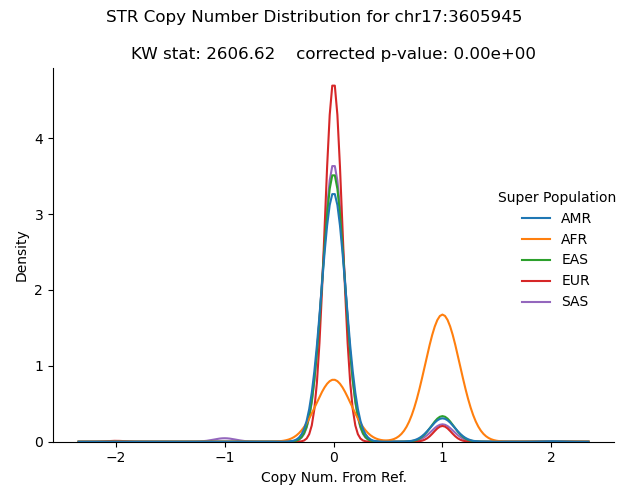 STR Copy Number Distribution for chr17:3605945
KW stat: 2606.62    corrected p-value: 0.00e+00
Density
4
3
2
1
0
−2
−1
0
1
2
Copy Num. From Ref.
Super Population
AMR
AFR
EAS
EUR
SAS